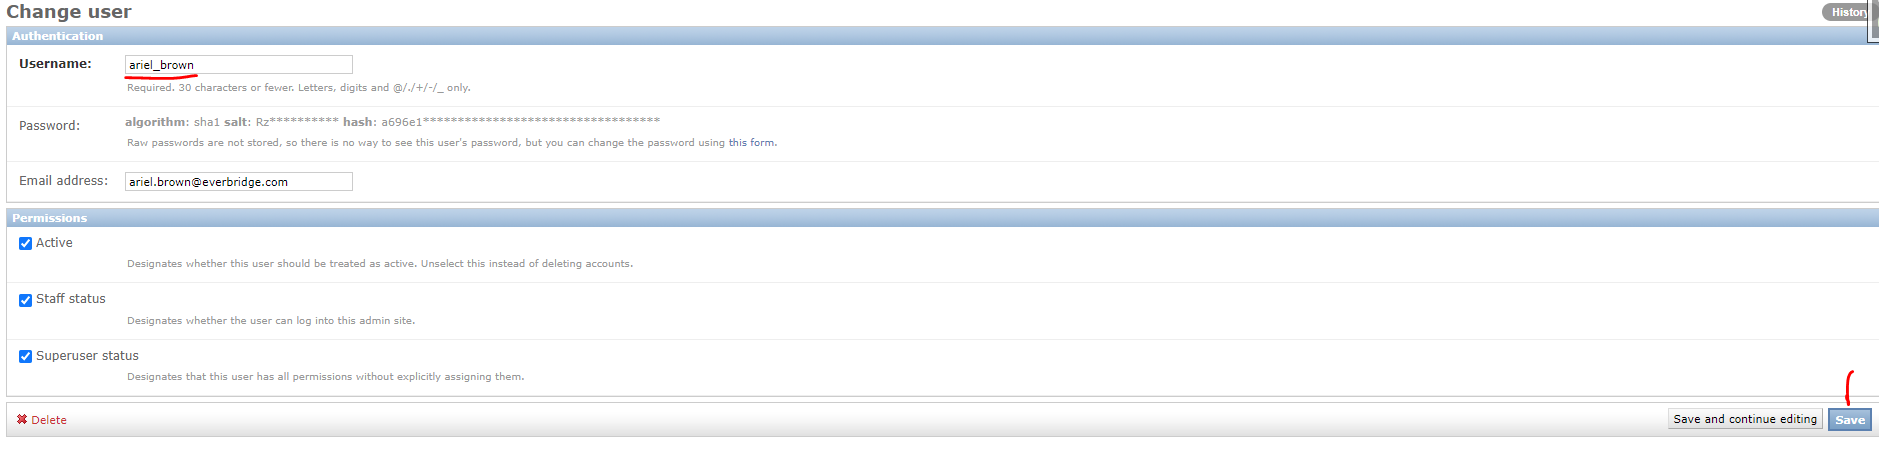 Change user
History
Authentication
Username: ariel_brown
Required. 30 characters or fewer. Letters, digits and @/./+/-/_ only.
Password: algorithm: sha1 salt: Rz********** hash: a696e1**********************************
Raw passwords are not stored, so there is no way to see this user's password, but you can change the password using this form.
Email address: ariel.brown@everbridge.com
Permissions
Active
Designates whether this user should be treated as active. Unselect this instead of deleting accounts.
Staff status
Designates whether the user can log into this admin site.
Superuser status
Designates that this user has all permissions without explicitly assigning them.
Delete
Save and continue editing
Save